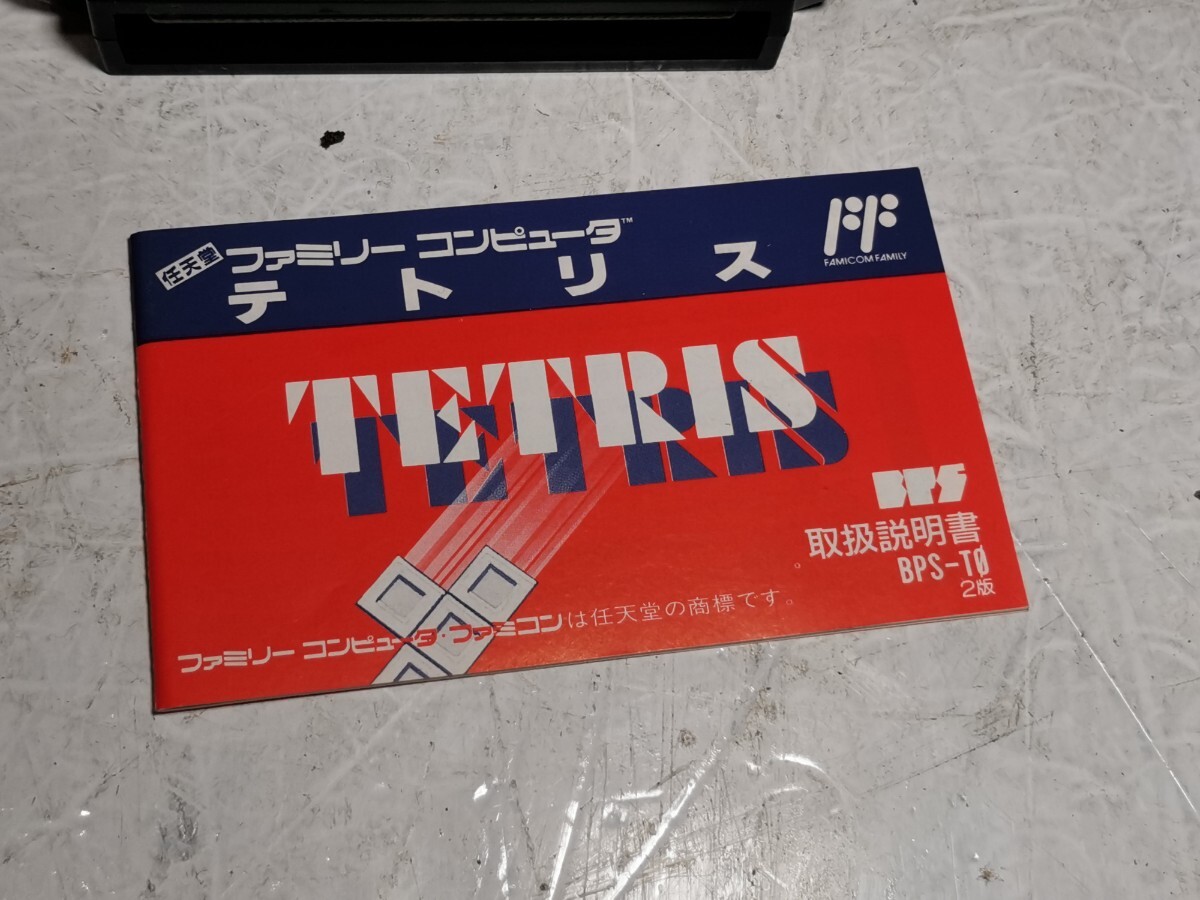 任天堂 ファミリー コンピュータ™
テトリス
FF
FAMICOM FAMILY
TETRIS
BPS
取扱説明書
BPS-TØ
2版
ファミリー コンピュータ・ファミコンは任天堂の商標です。